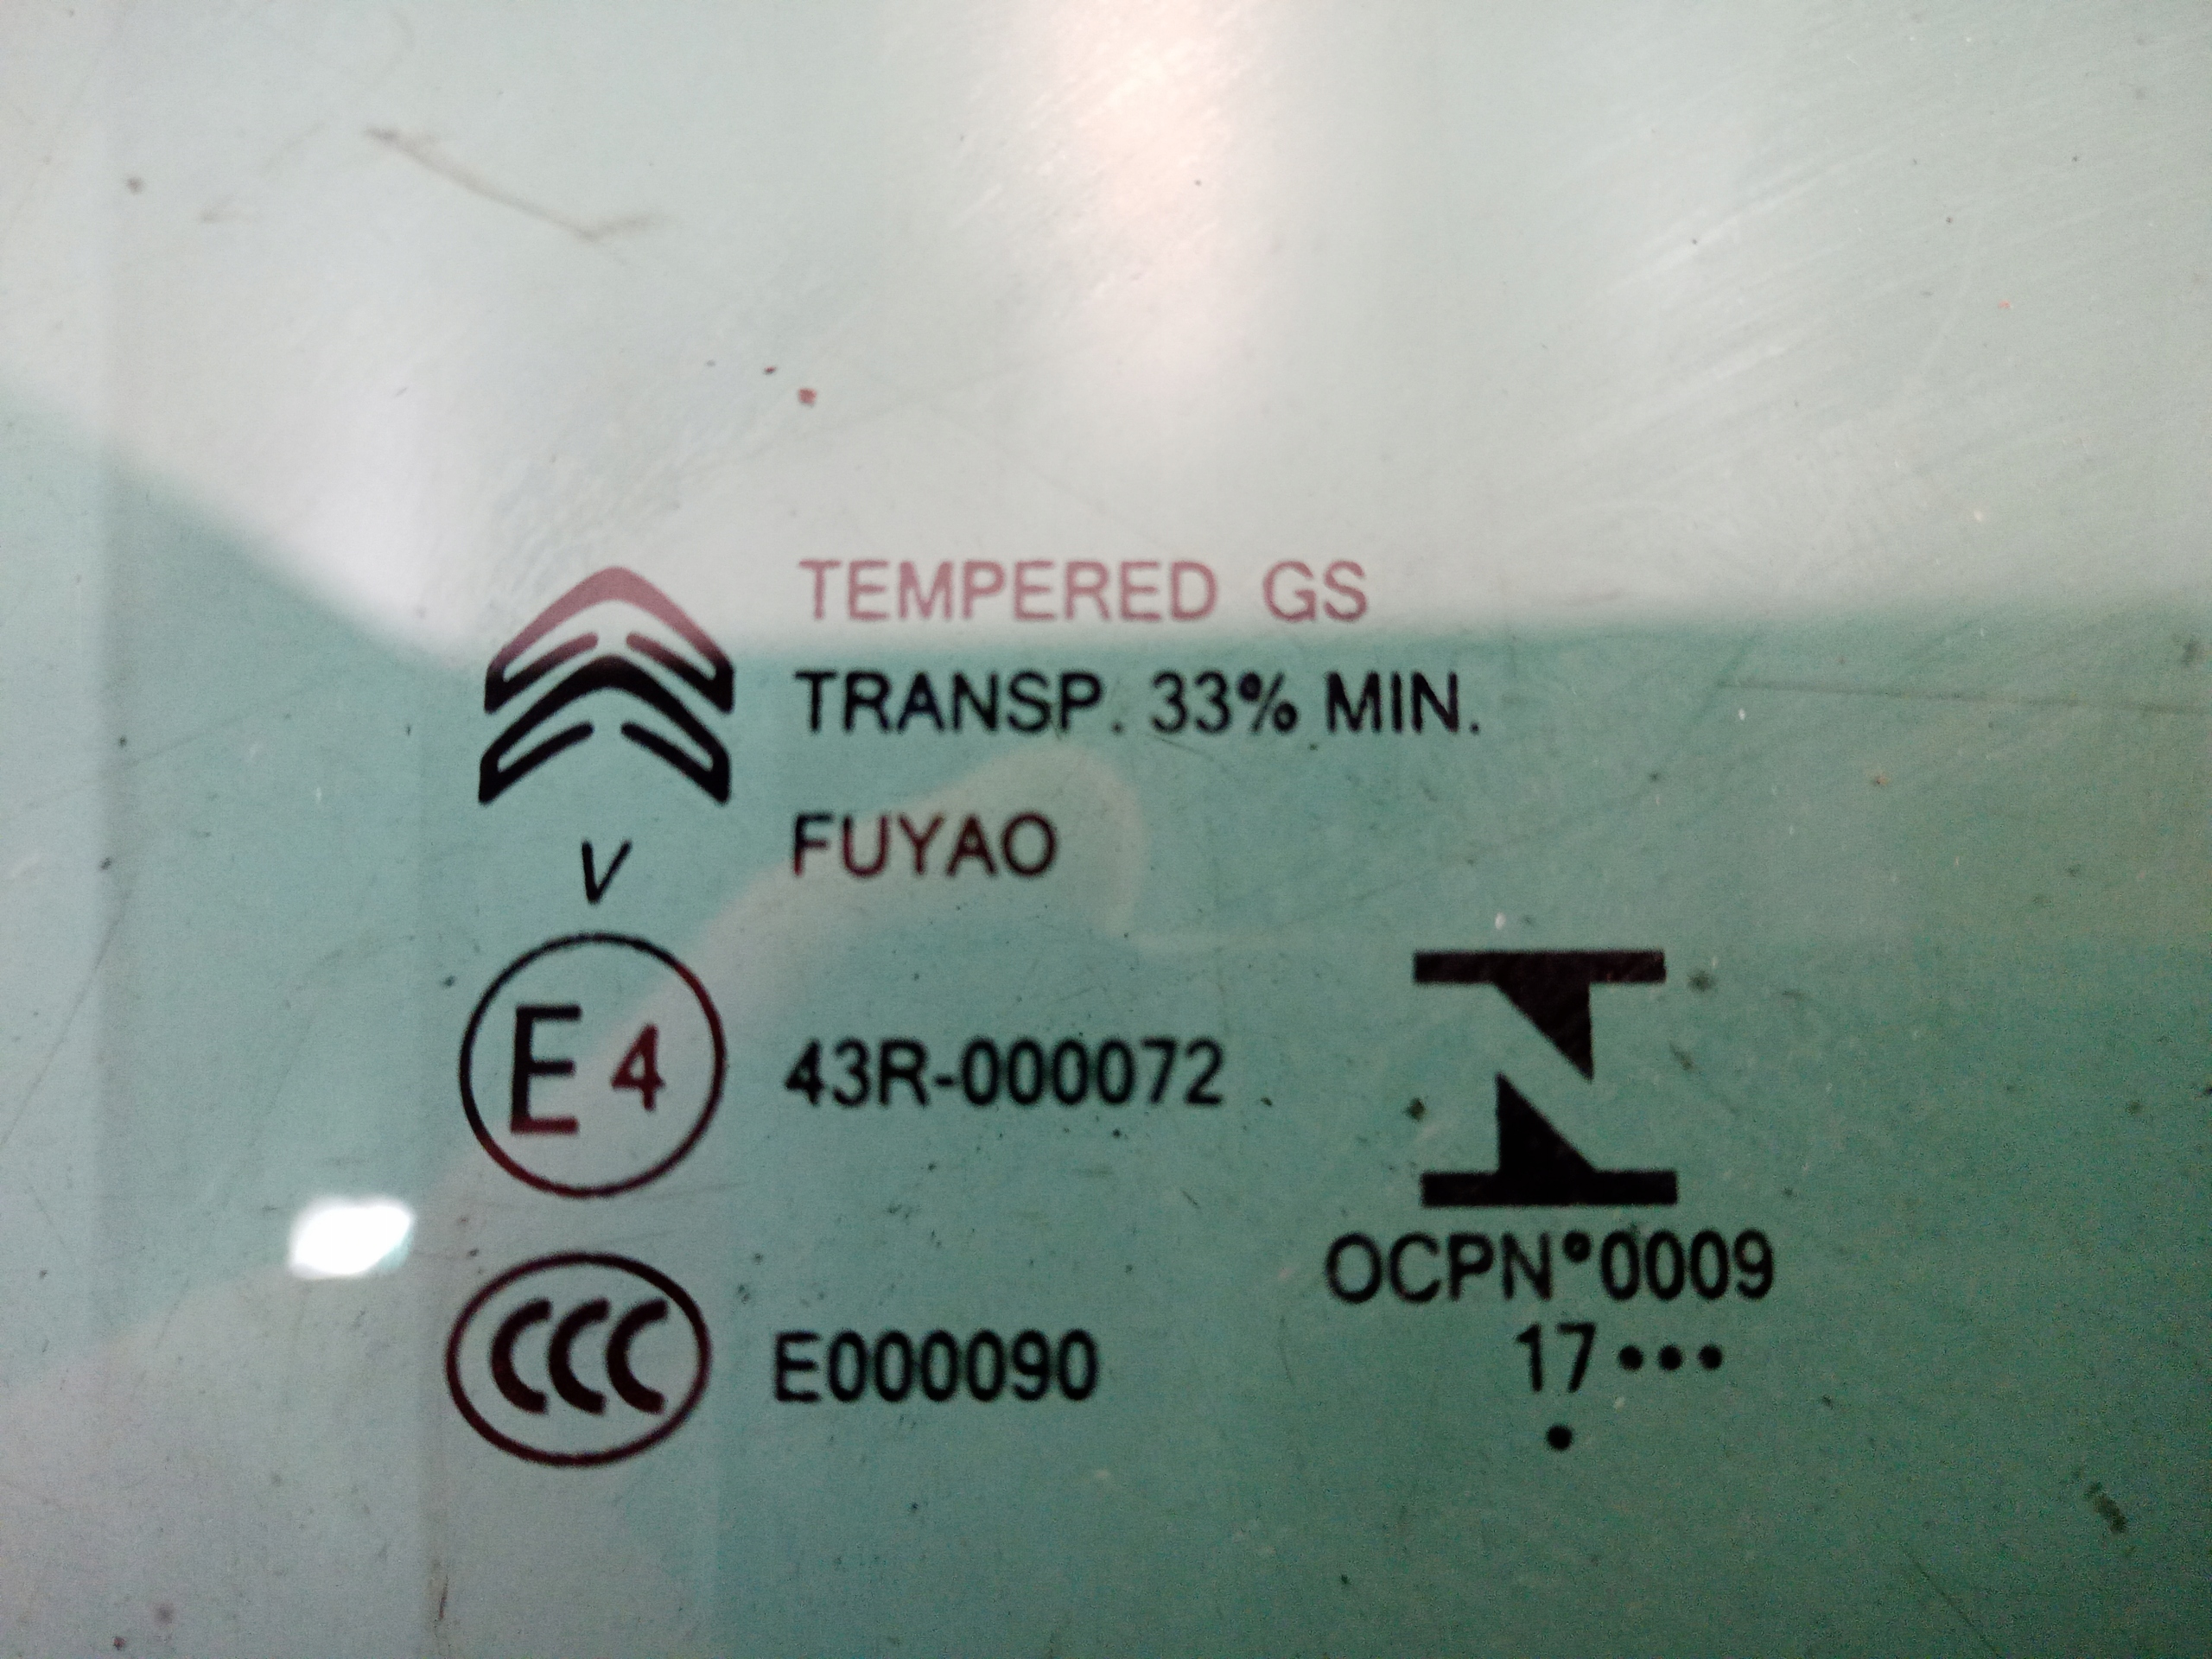 TEMPERED GS
TRANSP. 33% MIN.
FUYAO
V
E 4
43R-000072
CCC
E000090
OCPN°0009
17•••
•